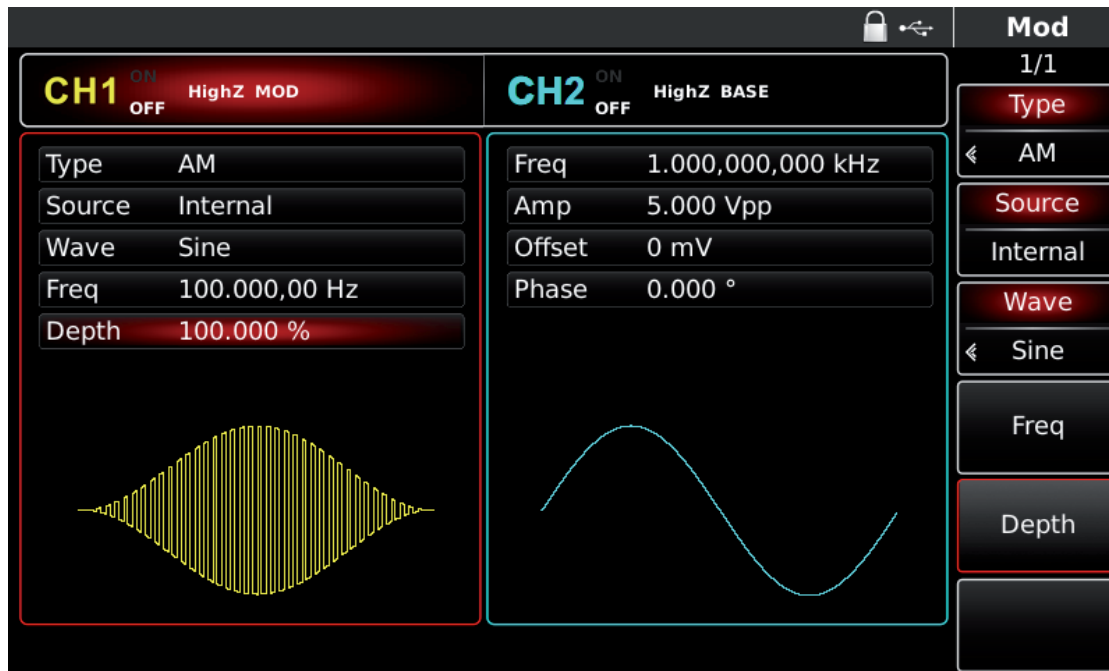 Mod
1/1
CH1 ON OFF HighZ MOD
CH2 ON OFF HighZ BASE
Type AM
Source Internal
Wave Sine
Freq 100.000,00 Hz
Depth 100.000 %
Freq 1.000,000,000 kHz
Amp 5.000 Vpp
Offset 0 mV
Phase 0.000 °
Type
AM
Source
Internal
Wave
Sine
Freq
Depth